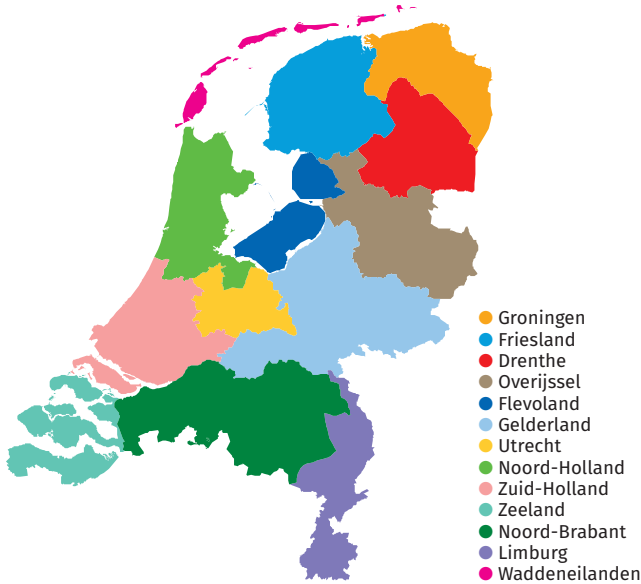 Groningen
Friesland
Drenthe
Overijssel
Flevoland
Gelderland
Utrecht
Noord-Holland
Zuid-Holland
Zeeland
Noord-Brabant
Limburg
Waddeneilanden